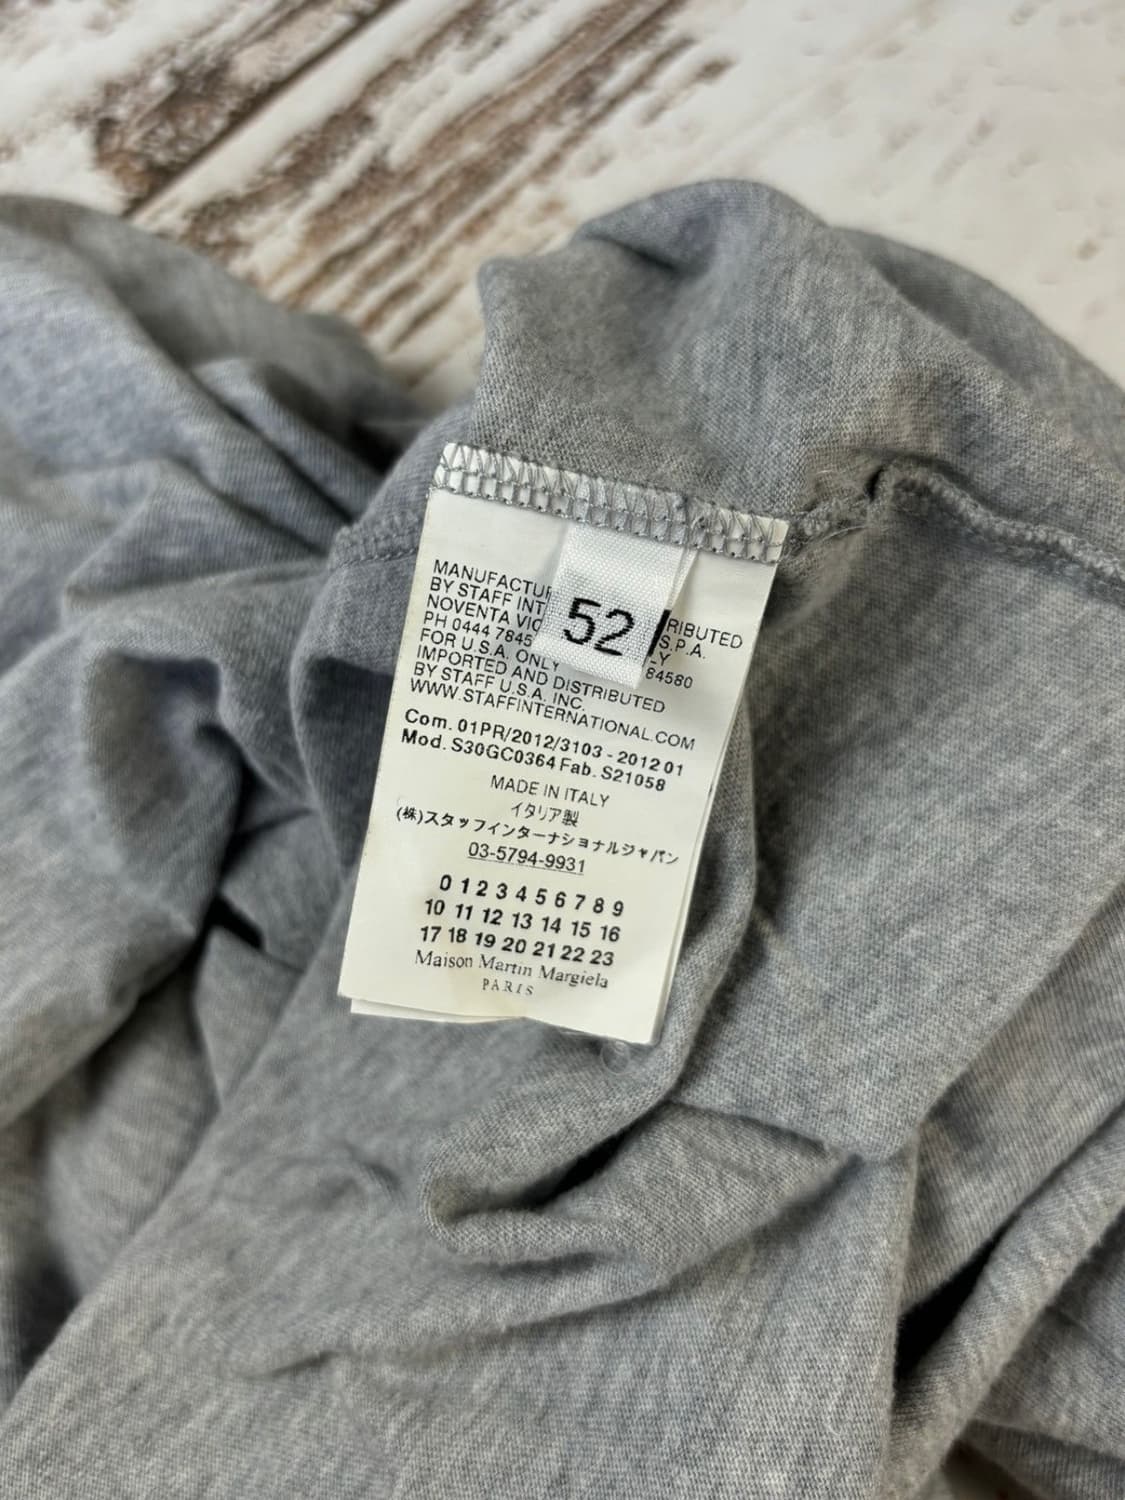 MANUFACTU RIBUTED
BY STAFF INT S.P.A.
NOVENTA VIC LY
PH 0444 7845 84580
FOR U.S.A. ONLY
IMPORTED AND DISTRIBUTED
BY STAFF U.S.A. INC.
WWW.STAFFINTERNATIONAL.COM
52
Com. 01PR/2012/3103 - 2012 01
Mod. S30GC0364 Fab. S21058
MADE IN ITALY
イタリア製
(株)スタッフインターナショナルジャパン
03-5794-9931
0 1 2 3 4 5 6 7 8 9
10 11 12 13 14 15 16
17 18 19 20 21 22 23
Maison Martin Margiela
PARIS